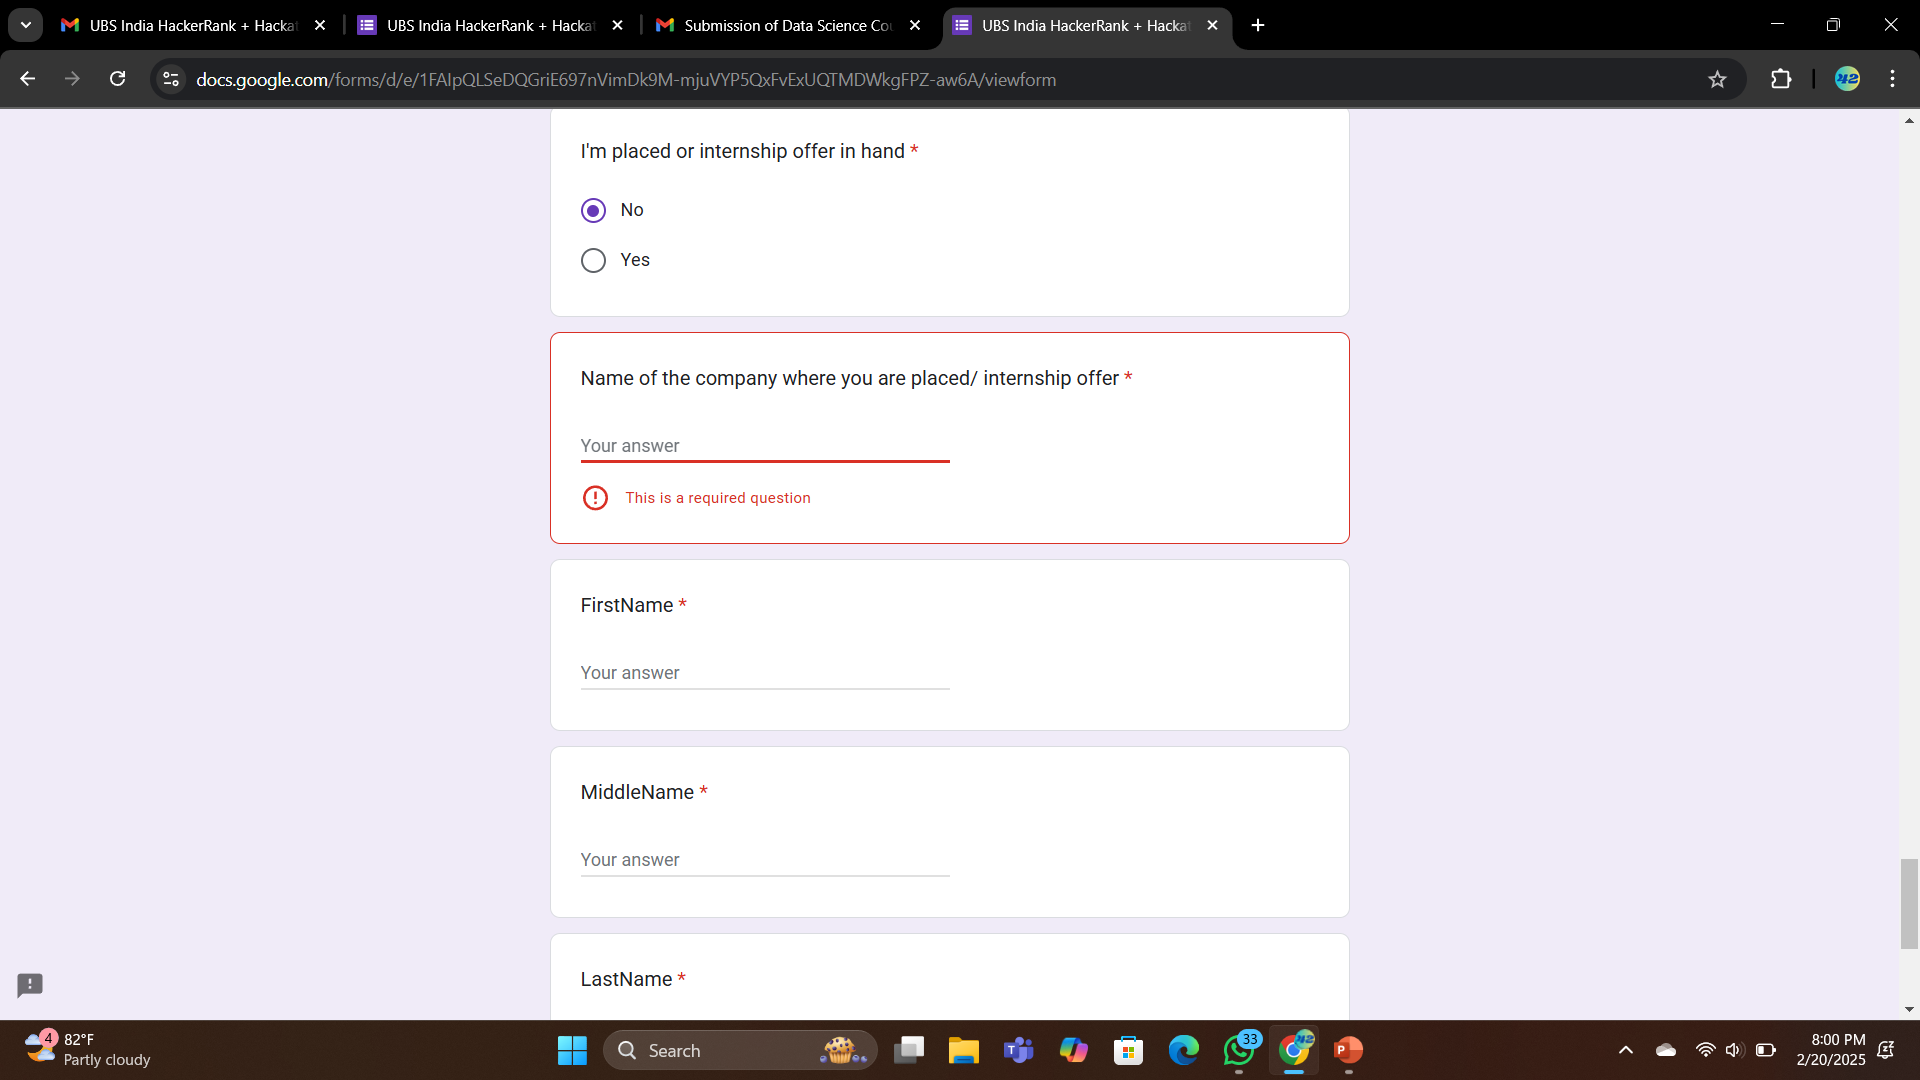 UBS India HackerRank + Hackat
UBS India HackerRank + Hackat
Submission of Data Science Cou
UBS India HackerRank + Hackat
docs.google.com/forms/d/e/1FAIpQLSeDQGriE697nVimDk9M-mjuVYP5QxFvExUQTMDWkgFPZ-aw6A/viewform
42
I'm placed or internship offer in hand *
No
Yes
Name of the company where you are placed/ internship offer *
Your answer
This is a required question
FirstName *
Your answer
MiddleName *
Your answer
LastName *
4
82°F
Partly cloudy
Search
33
42
8:00 PM
2/20/2025